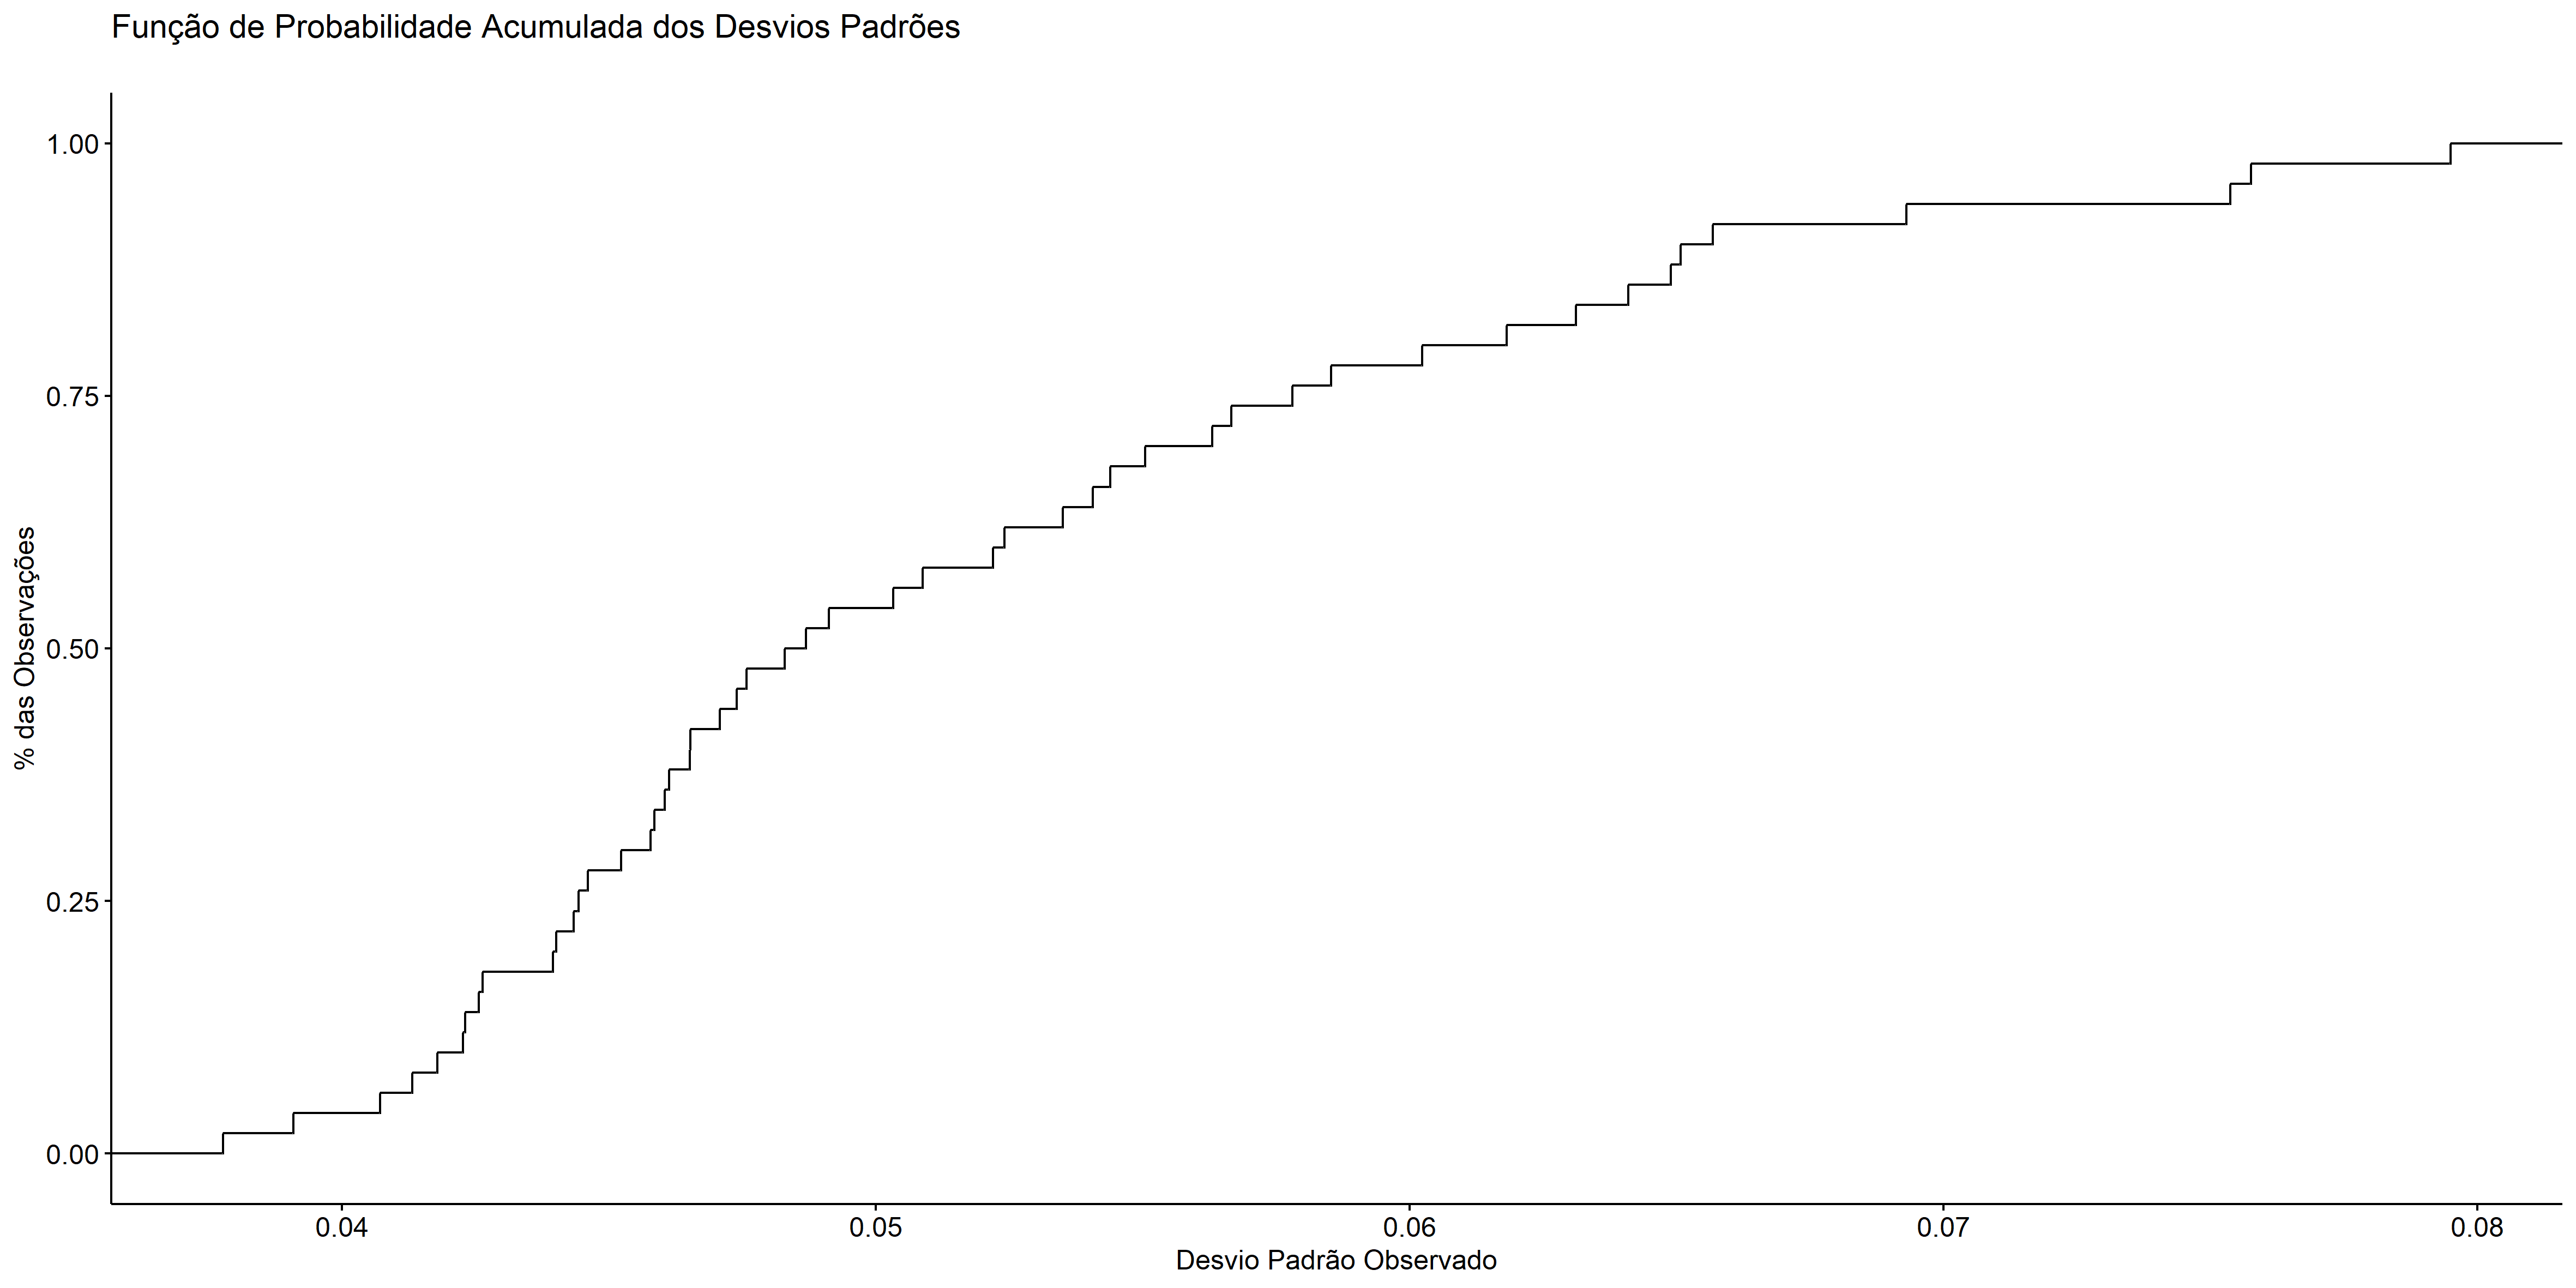 Função de Probabilidade Acumulada dos Desvios Padrões
1.00
0.75
0.50
0.25
0.00
% das Observações
0.04 0.05 0.06 0.07 0.08
Desvio Padrão Observado